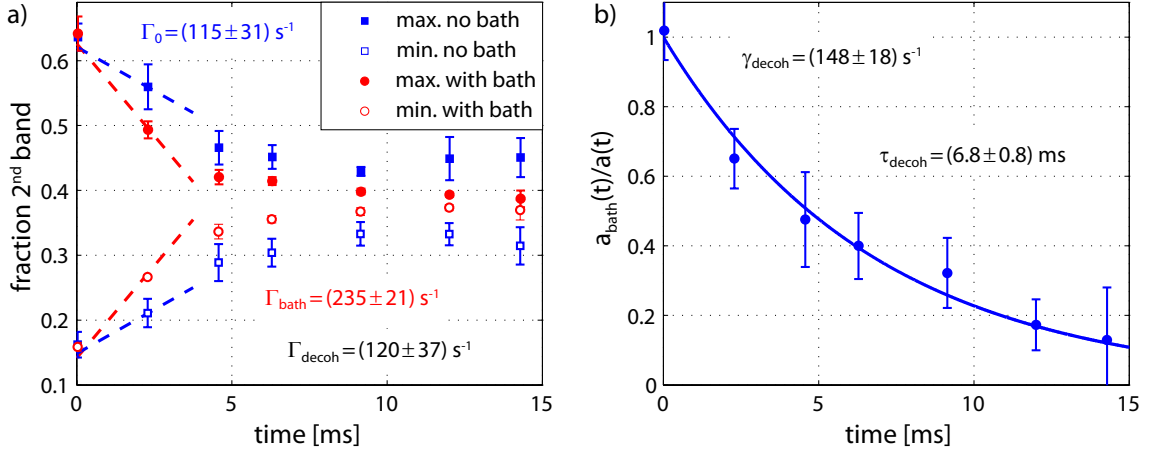 a)
Γ₀=(115±31) s⁻¹
max. no bath
min. no bath
max. with bath
min. with bath
Γbath=(235±21) s⁻¹
Γdecoh=(120±37) s⁻¹
fraction 2ⁿᵈ band
0.6
0.5
0.4
0.3
0.2
0.1
0
5
10
15
time [ms]
b)
γdecoh=(148±18) s⁻¹
τdecoh=(6.8±0.8) ms
abath(t)/a(t)
1
0.8
0.6
0.4
0.2
0
0
5
10
15
time [ms]